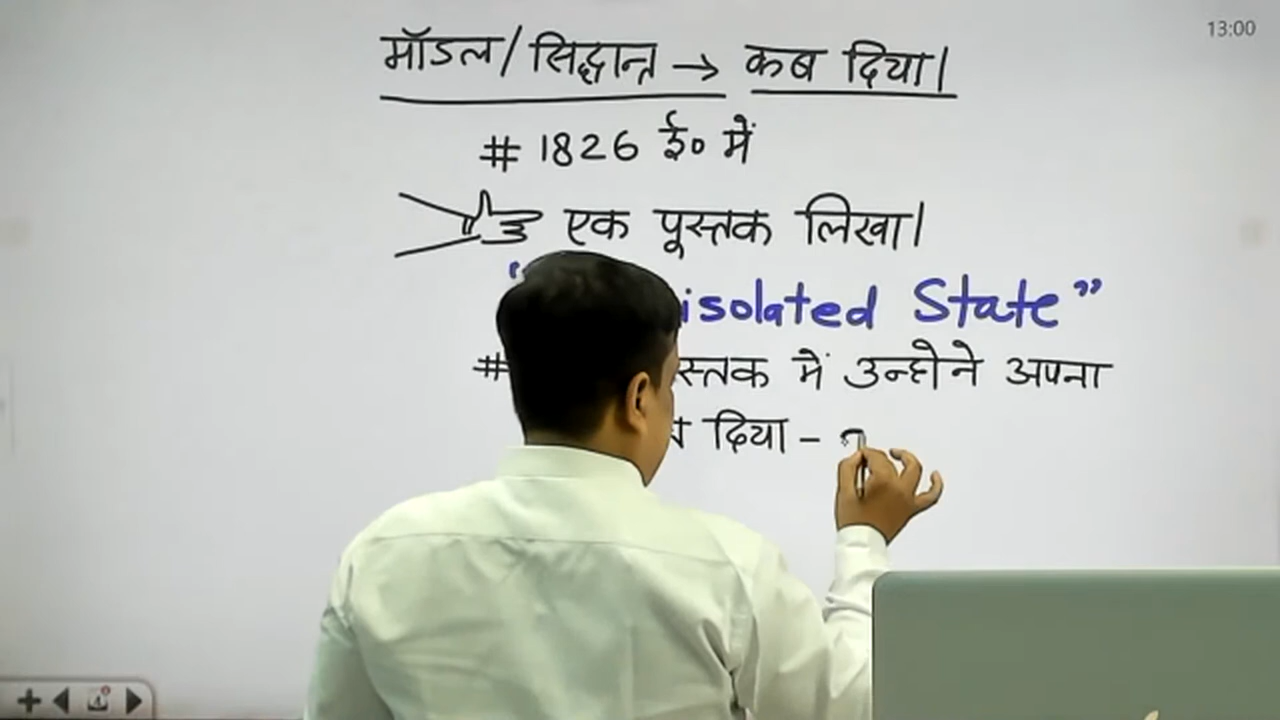 13:00
मॉडल/सिद्धान्त → कब दिया।
# 1826 ई० में
एक पुस्तक लिखा।
isolated State”
# स्तक में उन्होने अपना
दिया –